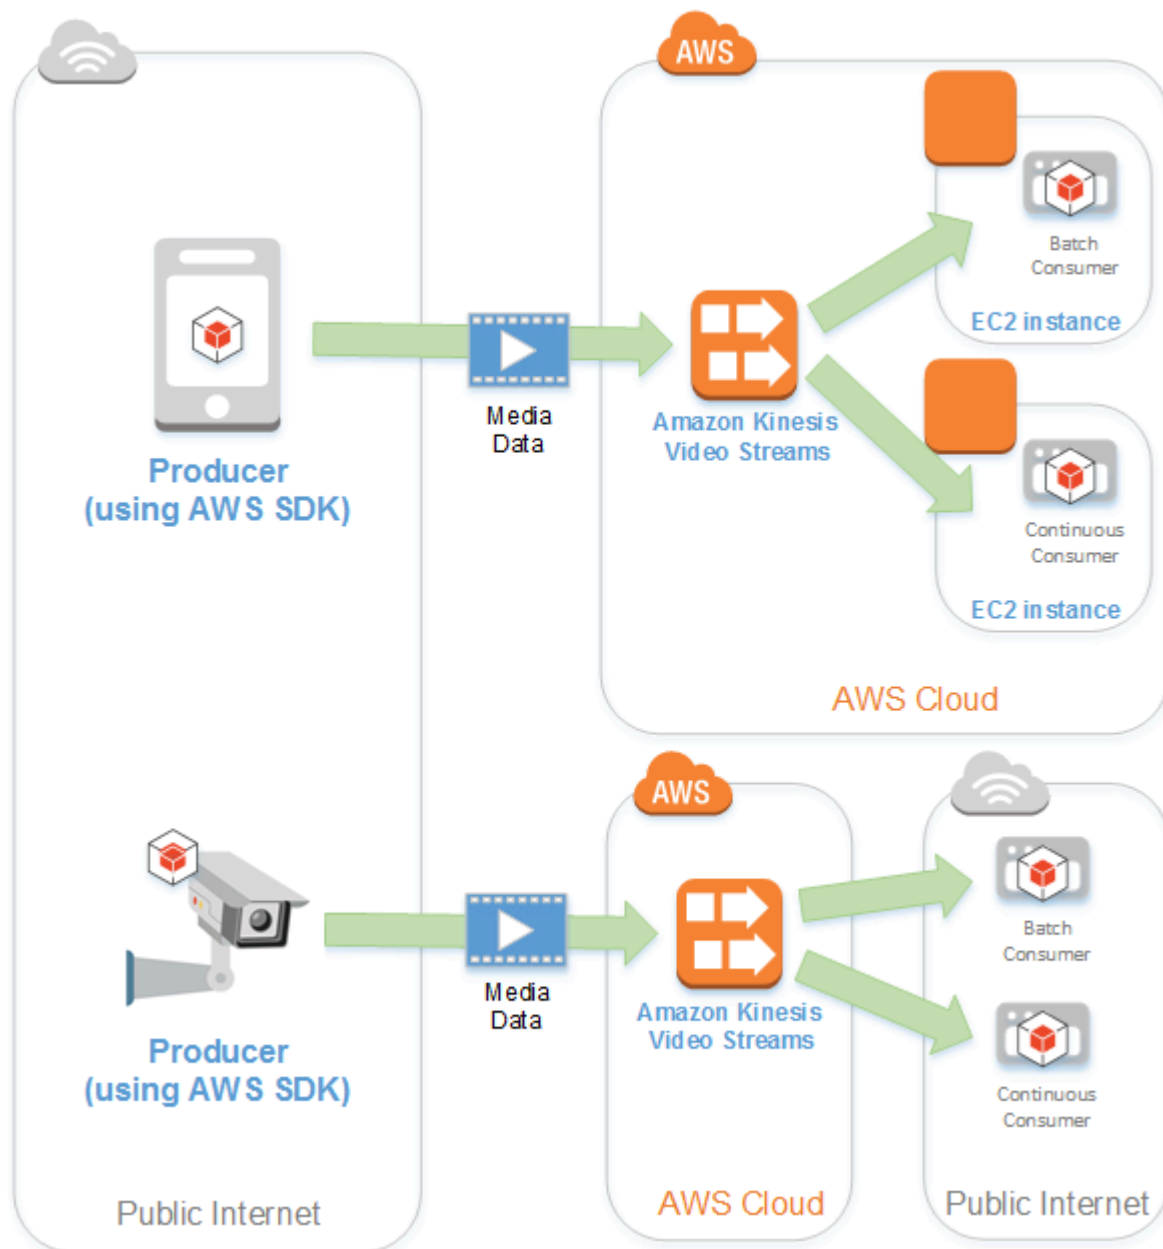 AWS
Batch
Consumer
EC2 instance
Media
Data
Amazon Kinesis
Video Streams
Producer
(using AWS SDK)
Continuous
Consumer
EC2 instance
AWS Cloud
AWS
Batch
Consumer
Media
Data
Amazon Kinesis
Video Streams
Producer
(using AWS SDK)
Continuous
Consumer
Public Internet
AWS Cloud
Public Internet